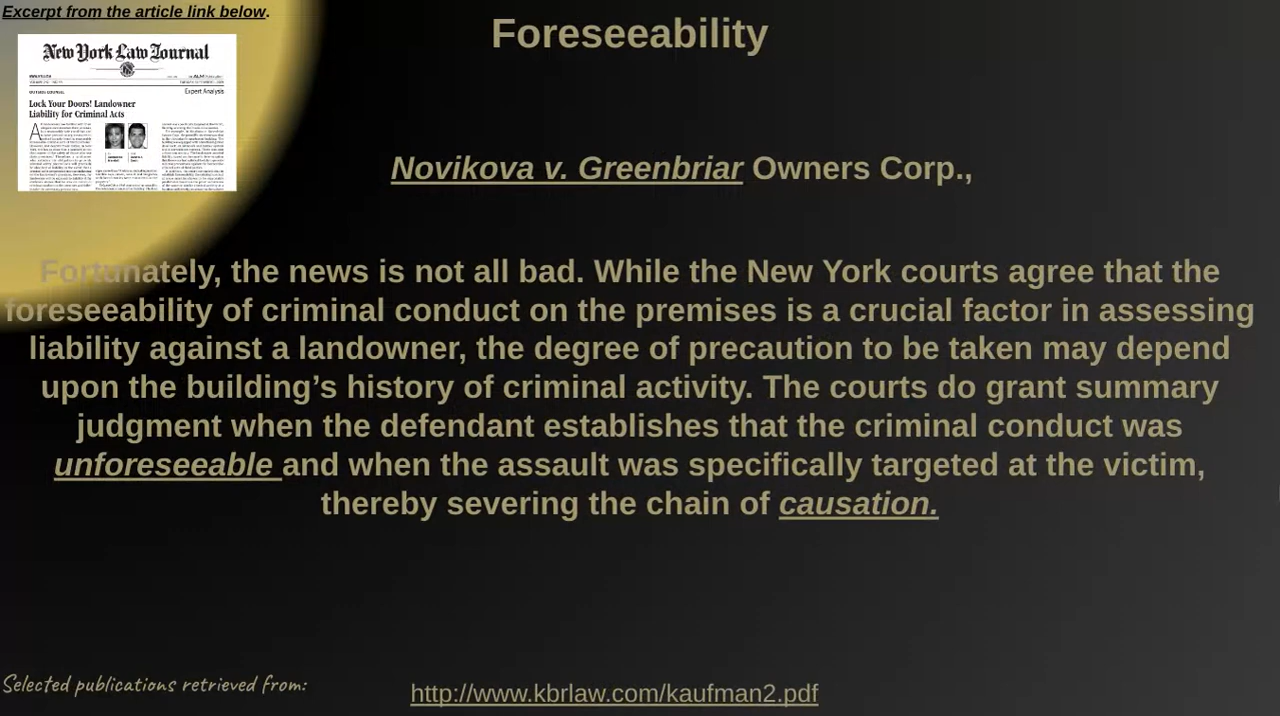 Excerpt from the article link below.
New York Law Journal
Expert Analysis
Lock Your Doors! Landowner
Liability for Criminal Acts
Foreseeability
Novikova v. Greenbriar Owners Corp.,
Fortunately, the news is not all bad. While the New York courts agree that the
foreseeability of criminal conduct on the premises is a crucial factor in assessing
liability against a landowner, the degree of precaution to be taken may depend
upon the building’s history of criminal activity. The courts do grant summary
judgment when the defendant establishes that the criminal conduct was
unforeseeable and when the assault was specifically targeted at the victim,
thereby severing the chain of causation.
Selected publications retrieved from:
http://www.kbrlaw.com/kaufman2.pdf